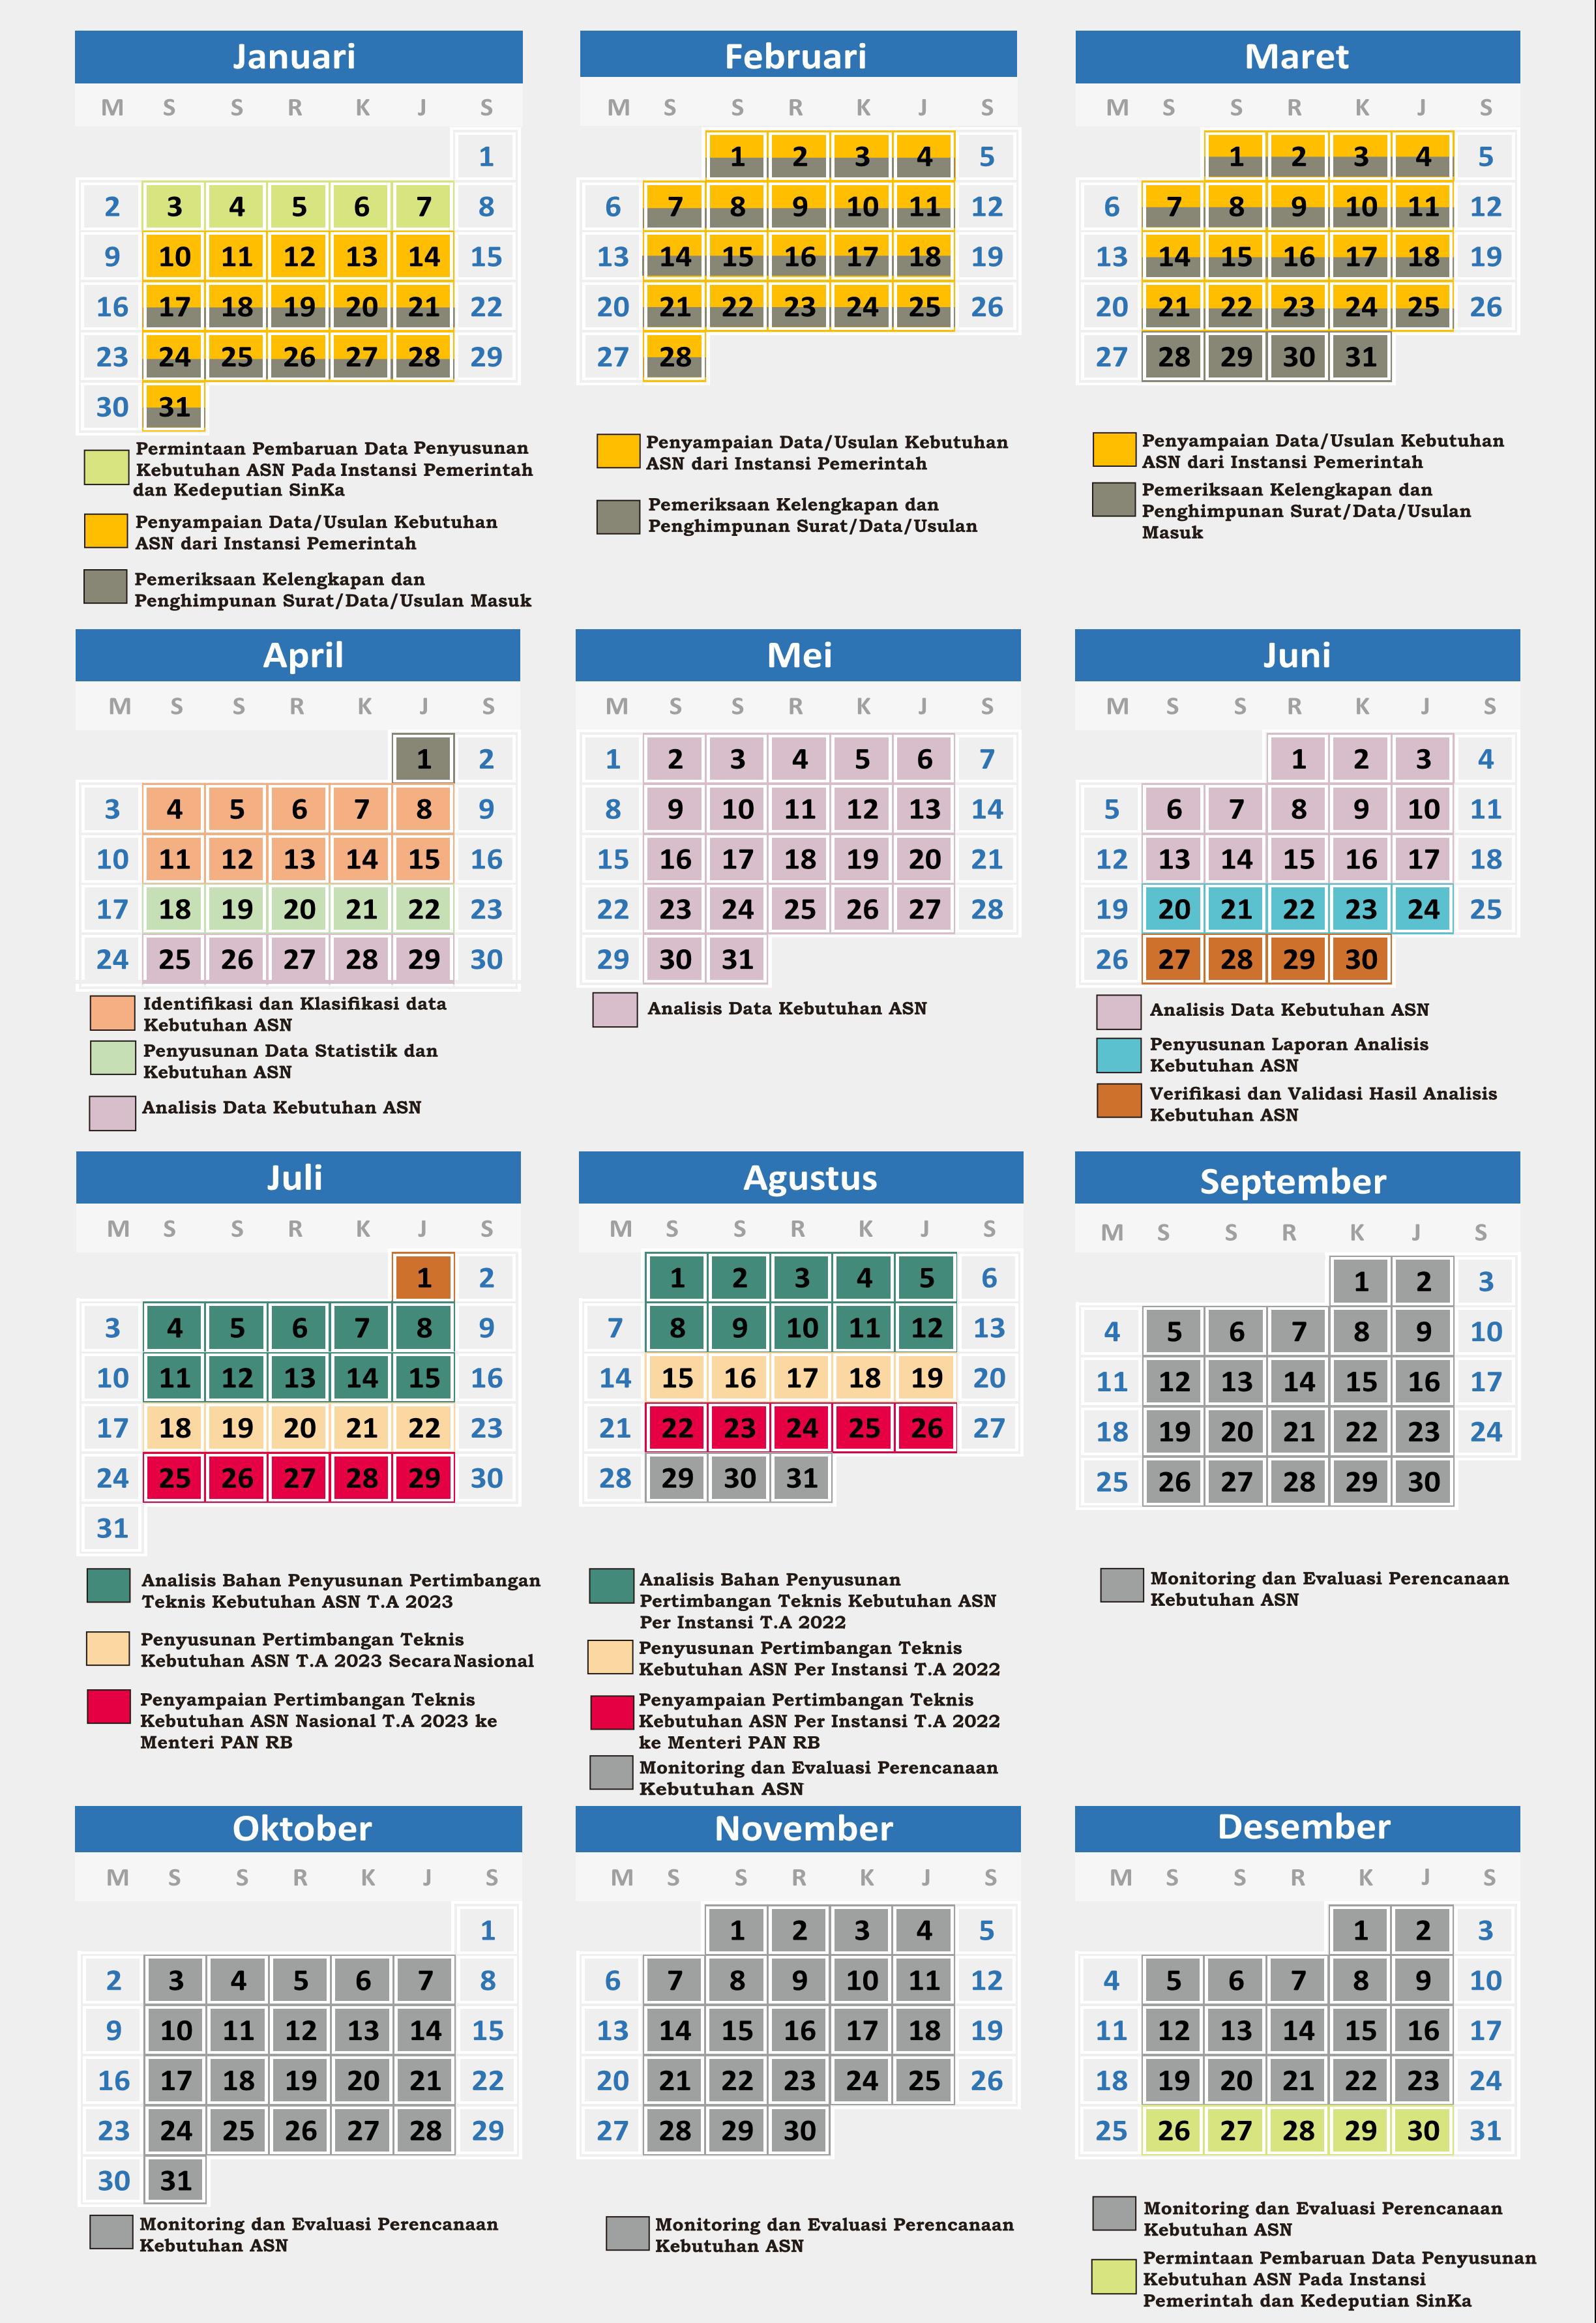 Januari
M S S R K J S
1
2 3 4 5 6 7 8
9 10 11 12 13 14 15
16 17 18 19 20 21 22
23 24 25 26 27 28 29
30 31
Permintaan Pembaruan Data Penyusunan
Kebutuhan ASN Pada Instansi Pemerintah
dan Kedeputian SinKa
Penyampaian Data/Usulan Kebutuhan
ASN dari Instansi Pemerintah
Pemeriksaan Kelengkapan dan
Penghimpunan Surat/Data/Usulan Masuk
Februari
M S S R K J S
1 2 3 4 5
6 7 8 9 10 11 12
13 14 15 16 17 18 19
20 21 22 23 24 25 26
27 28
Penyampaian Data/Usulan Kebutuhan
ASN dari Instansi Pemerintah
Pemeriksaan Kelengkapan dan
Penghimpunan Surat/Data/Usulan
Maret
M S S R K J S
1 2 3 4 5
6 7 8 9 10 11 12
13 14 15 16 17 18 19
20 21 22 23 24 25 26
27 28 29 30 31
Penyampaian Data/Usulan Kebutuhan
ASN dari Instansi Pemerintah
Pemeriksaan Kelengkapan dan
Penghimpunan Surat/Data/Usulan
Masuk
April
M S S R K J S
1 2
3 4 5 6 7 8 9
10 11 12 13 14 15 16
17 18 19 20 21 22 23
24 25 26 27 28 29 30
Identifikasi dan Klasifikasi data
Kebutuhan ASN
Penyusunan Data Statistik dan
Kebutuhan ASN
Analisis Data Kebutuhan ASN
Mei
M S S R K J S
1 2 3 4 5 6 7
8 9 10 11 12 13 14
15 16 17 18 19 20 21
22 23 24 25 26 27 28
29 30 31
Analisis Data Kebutuhan ASN
Juni
M S S R K J S
1 2 3 4
5 6 7 8 9 10 11
12 13 14 15 16 17 18
19 20 21 22 23 24 25
26 27 28 29 30
Analisis Data Kebutuhan ASN
Penyusunan Laporan Analisis
Kebutuhan ASN
Verifikasi dan Validasi Hasil Analisis
Kebutuhan ASN
Juli
M S S R K J S
1 2
3 4 5 6 7 8 9
10 11 12 13 14 15 16
17 18 19 20 21 22 23
24 25 26 27 28 29 30
31
Analisis Bahan Penyusunan Pertimbangan
Teknis Kebutuhan ASN T.A 2023
Penyusunan Pertimbangan Teknis
Kebutuhan ASN T.A 2023 Secara Nasional
Penyampaian Pertimbangan Teknis
Kebutuhan ASN Nasional T.A 2023 ke
Menteri PAN RB
Agustus
M S S R K J S
1 2 3 4 5 6
7 8 9 10 11 12 13
14 15 16 17 18 19 20
21 22 23 24 25 26 27
28 29 30 31
Analisis Bahan Penyusunan
Pertimbangan Teknis Kebutuhan ASN
Per Instansi T.A 2022
Penyusunan Pertimbangan Teknis
Kebutuhan ASN Per Instansi T.A 2022
Penyampaian Pertimbangan Teknis
Kebutuhan ASN Per Instansi T.A 2022
ke Menteri PAN RB
Monitoring dan Evaluasi Perencanaan
Kebutuhan ASN
September
M S S R K J S
1 2 3
4 5 6 7 8 9 10
11 12 13 14 15 16 17
18 19 20 21 22 23 24
25 26 27 28 29 30
Monitoring dan Evaluasi Perencanaan
Kebutuhan ASN
Oktober
M S S R K J S
1
2 3 4 5 6 7 8
9 10 11 12 13 14 15
16 17 18 19 20 21 22
23 24 25 26 27 28 29
30 31
Monitoring dan Evaluasi Perencanaan
Kebutuhan ASN
November
M S S R K J S
1 2 3 4 5
6 7 8 9 10 11 12
13 14 15 16 17 18 19
20 21 22 23 24 25 26
27 28 29 30
Monitoring dan Evaluasi Perencanaan
Kebutuhan ASN
Desember
M S S R K J S
1 2 3
4 5 6 7 8 9 10
11 12 13 14 15 16 17
18 19 20 21 22 23 24
25 26 27 28 29 30 31
Monitoring dan Evaluasi Perencanaan
Kebutuhan ASN
Permintaan Pembaruan Data Penyusunan
Kebutuhan ASN Pada Instansi
Pemerintah dan Kedeputian SinKa